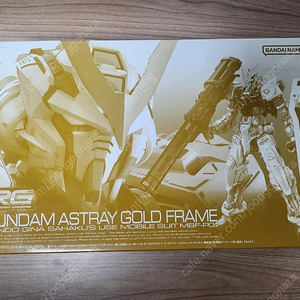 BANDAI NAMCO
RG
GUNDAM ASTRAY GOLD FRAME
RONDO GINA SAHAKU'S USE MOBILE SUIT MBF-P01